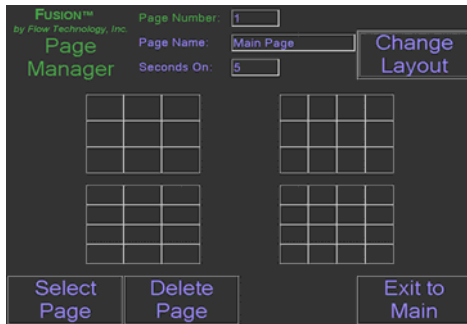 FUSION™
by Flow Technology, Inc.
Page
Manager
Page Number: 1
Page Name: Main Page
Seconds On: 5
Change
Layout
Select
Page
Delete
Page
Exit to
Main